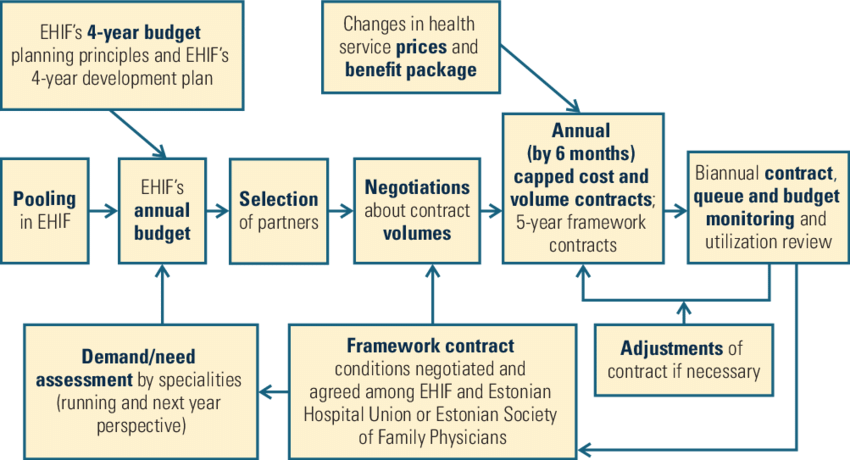 EHIF's 4-year budget
planning principles and EHIF's
4-year development plan
Changes in health
service prices and
benefit package
Pooling
in EHIF
EHIF's
annual
budget
Selection
of partners
Negotiations
about contract
volumes
Annual
(by 6 months)
capped cost and
volume contracts;
5-year framework
contracts
Biannual contract,
queue and budget
monitoring and
utilization review
Demand/need
assessment by specialities
(running and next year
perspective)
Framework contract
conditions negotiated and
agreed among EHIF and Estonian
Hospital Union or Estonian Society
of Family Physicians
Adjustments of
contract if necessary